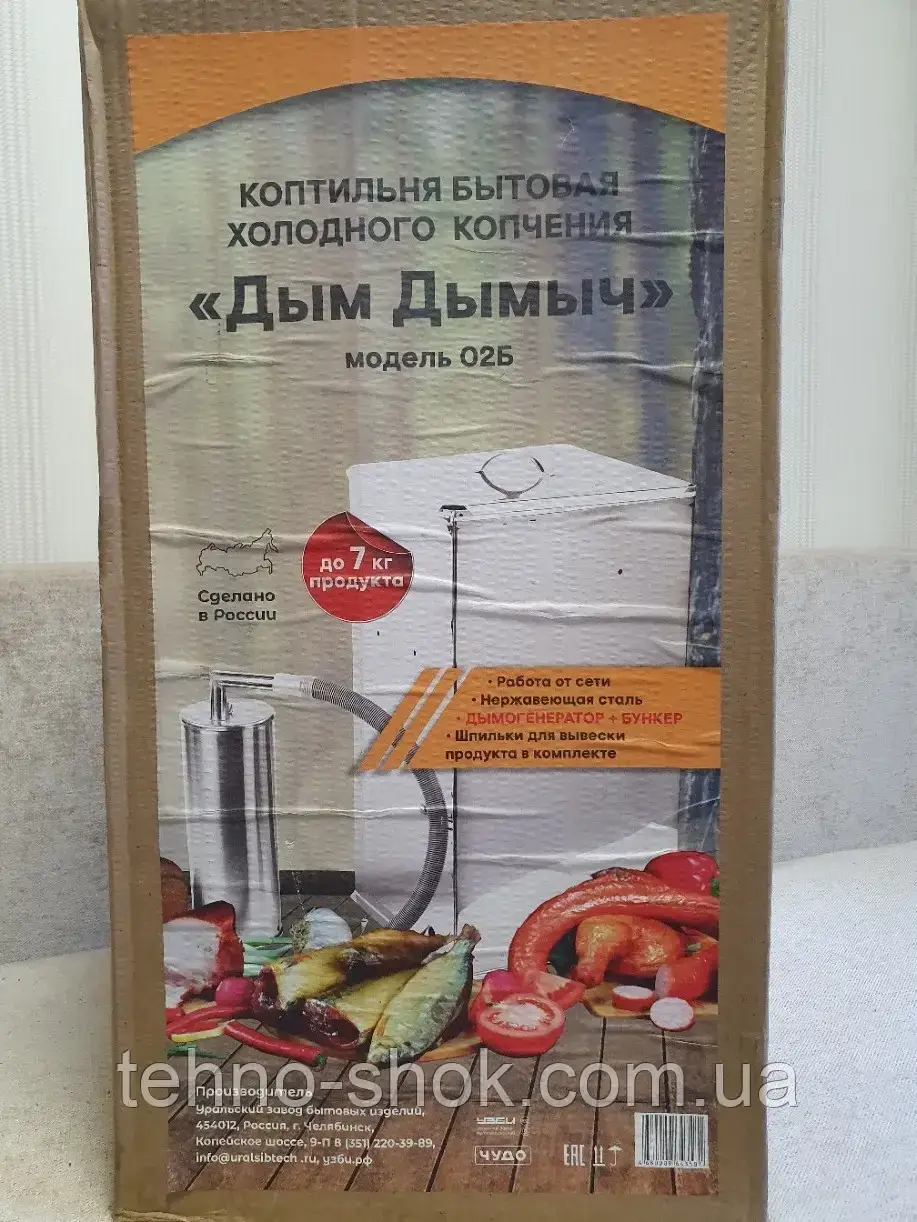 КОПТИЛЬНЯ БЫТОВАЯ
ХОЛОДНОГО КОПЧЕНИЯ
«Дым Дымыч»
модель 02Б
до 7 кг
продукта
Сделано
в России
• Работа от сети
• Нержавеющая сталь
• ДЫМОГЕНЕРАТОР + БУНКЕР
• Шпильки для вывески
продукта в комплекте
tehno-shok.com.ua
Производитель
Уральский завод бытовых изделий,
454012, Россия, г. Челябинск,
Копейское шоссе, 9-П 8 (351) 220-39-89,
info@uralsibtech .ru, узби.рф
УЗБИ
ЧУДО
EAC